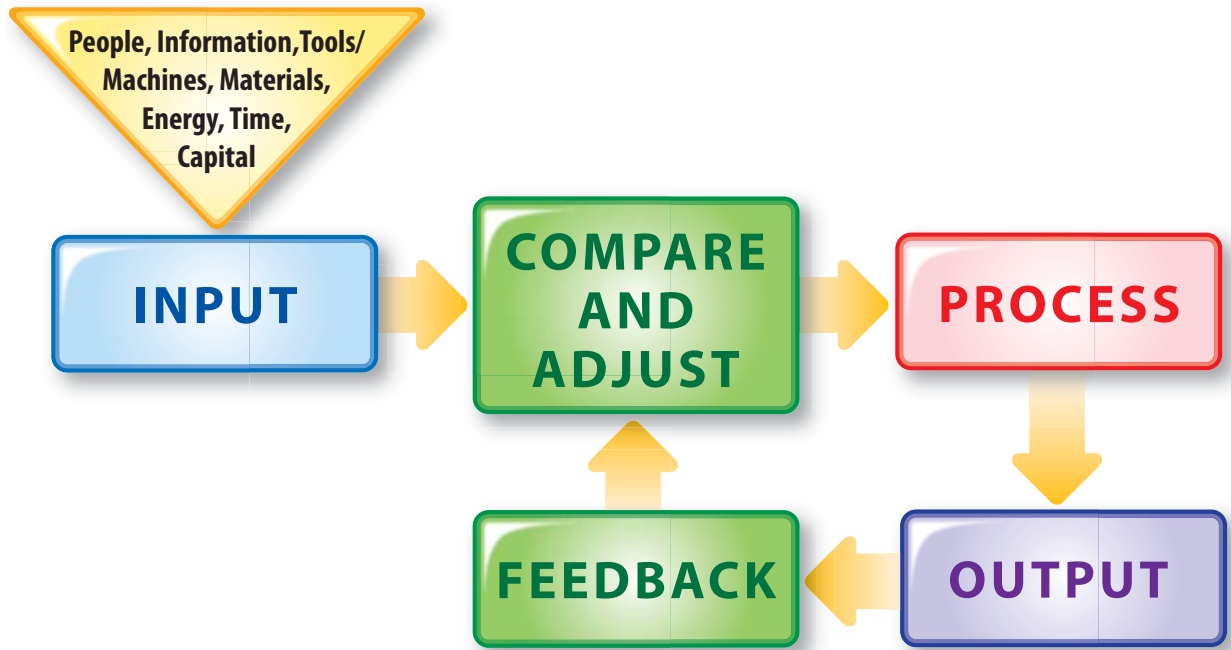 People, Information,Tools/
Machines, Materials,
Energy, Time,
Capital
INPUT
COMPARE
AND
ADJUST
PROCESS
FEEDBACK
OUTPUT